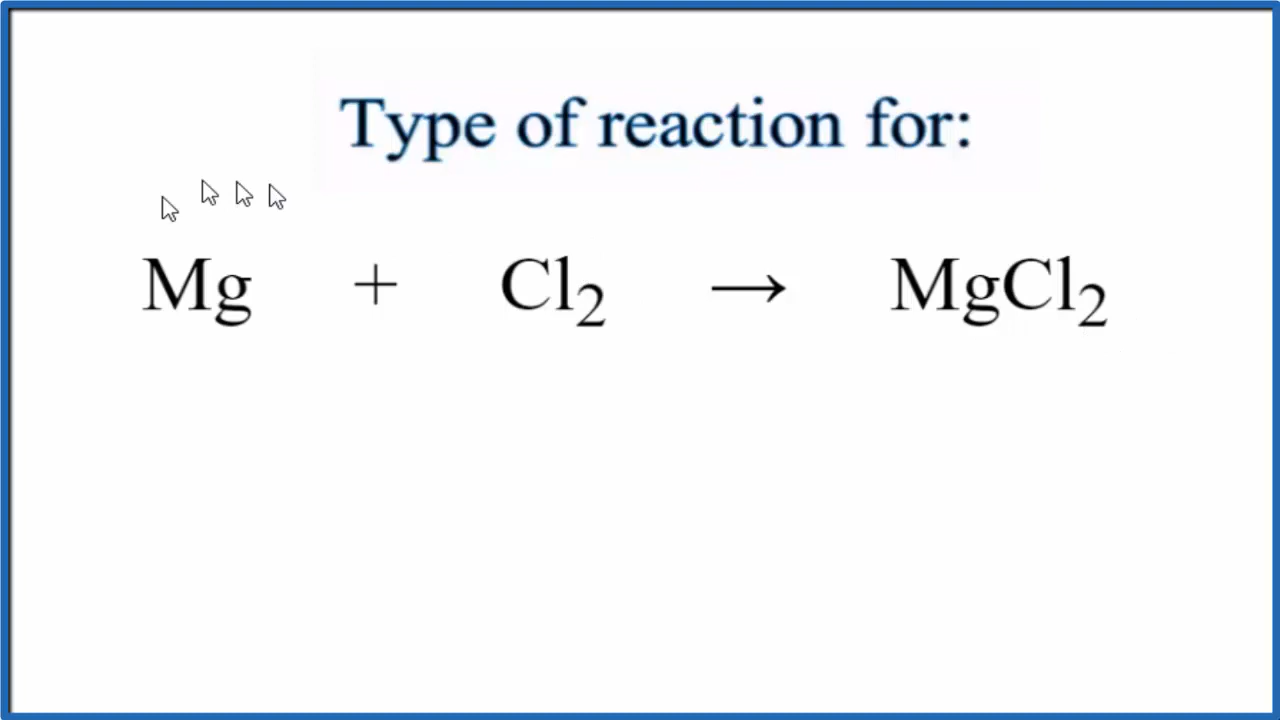 Type of reaction for:
Mg + Cl₂ → MgCl₂